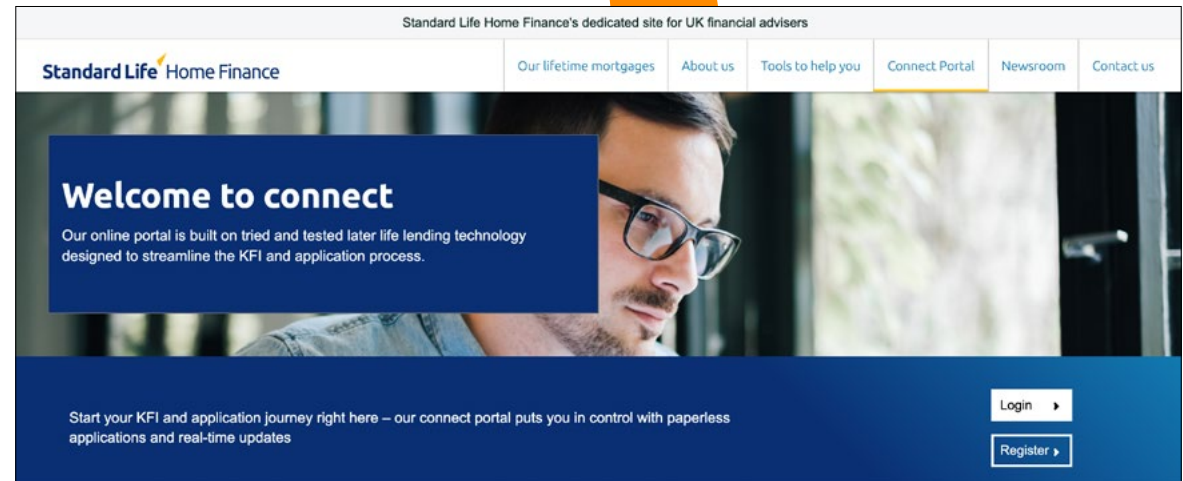 Standard Life Home Finance's dedicated site for UK financial advisers
Standard Life Home Finance
Our lifetime mortgages
About us
Tools to help you
Connect Portal
Newsroom
Contact us
Welcome to connect
Our online portal is built on tried and tested later life lending technology
designed to streamline the KFI and application process.
Start your KFI and application journey right here – our connect portal puts you in control with paperless
applications and real-time updates
Login
Register